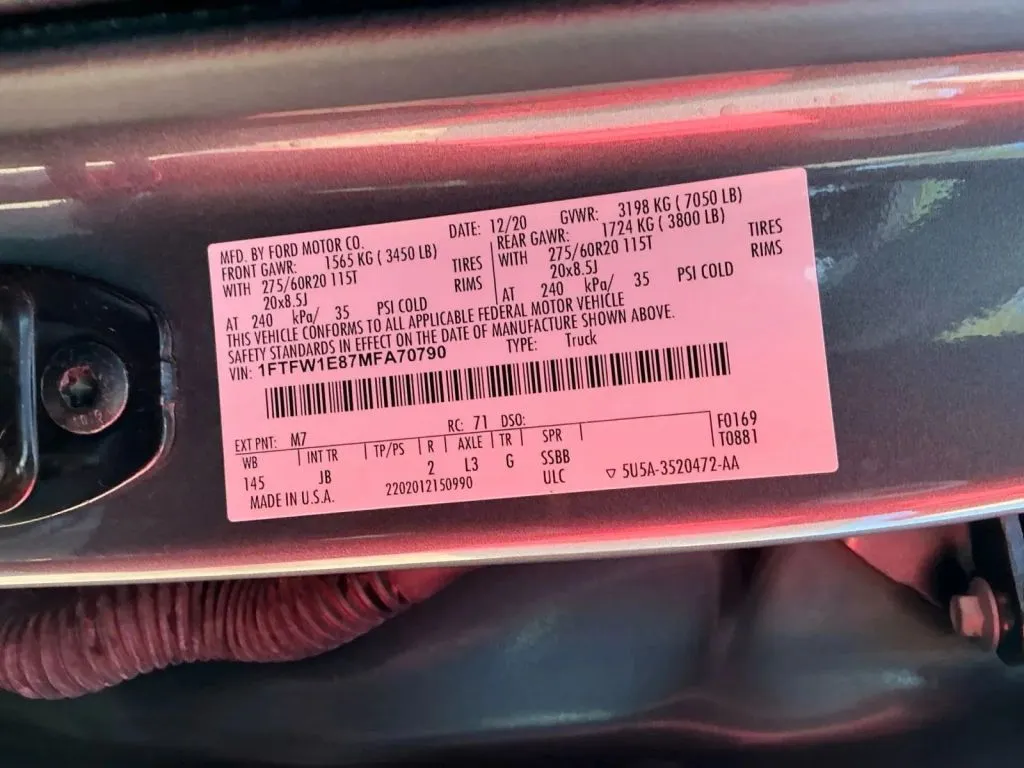 MFD. BY FORD MOTOR CO. DATE: 12/20 GVWR: 3198 KG ( 7050 LB)
FRONT GAWR: 1565 KG ( 3450 LB) REAR GAWR: 1724 KG ( 3800 LB)
WITH 275/60R20 115T TIRES WITH 275/60R20 115T TIRES
20x8.5J RIMS 20x8.5J RIMS
AT 240 kPa/ 35 PSI COLD AT 240 kPa/ 35 PSI COLD
THIS VEHICLE CONFORMS TO ALL APPLICABLE FEDERAL MOTOR VEHICLE
SAFETY STANDARDS IN EFFECT ON THE DATE OF MANUFACTURE SHOWN ABOVE.
VIN: 1FTFW1E87MFA70790 TYPE: Truck
EXT PNT: M7 RC: 71 DSO: F0169
WB INT TR TP/PS R AXLE TR SPR T0881
145 JB 2 L3 G SSBB
MADE IN U.S.A. 2202012150990 ULC ▽ 5U5A-3520472-AA